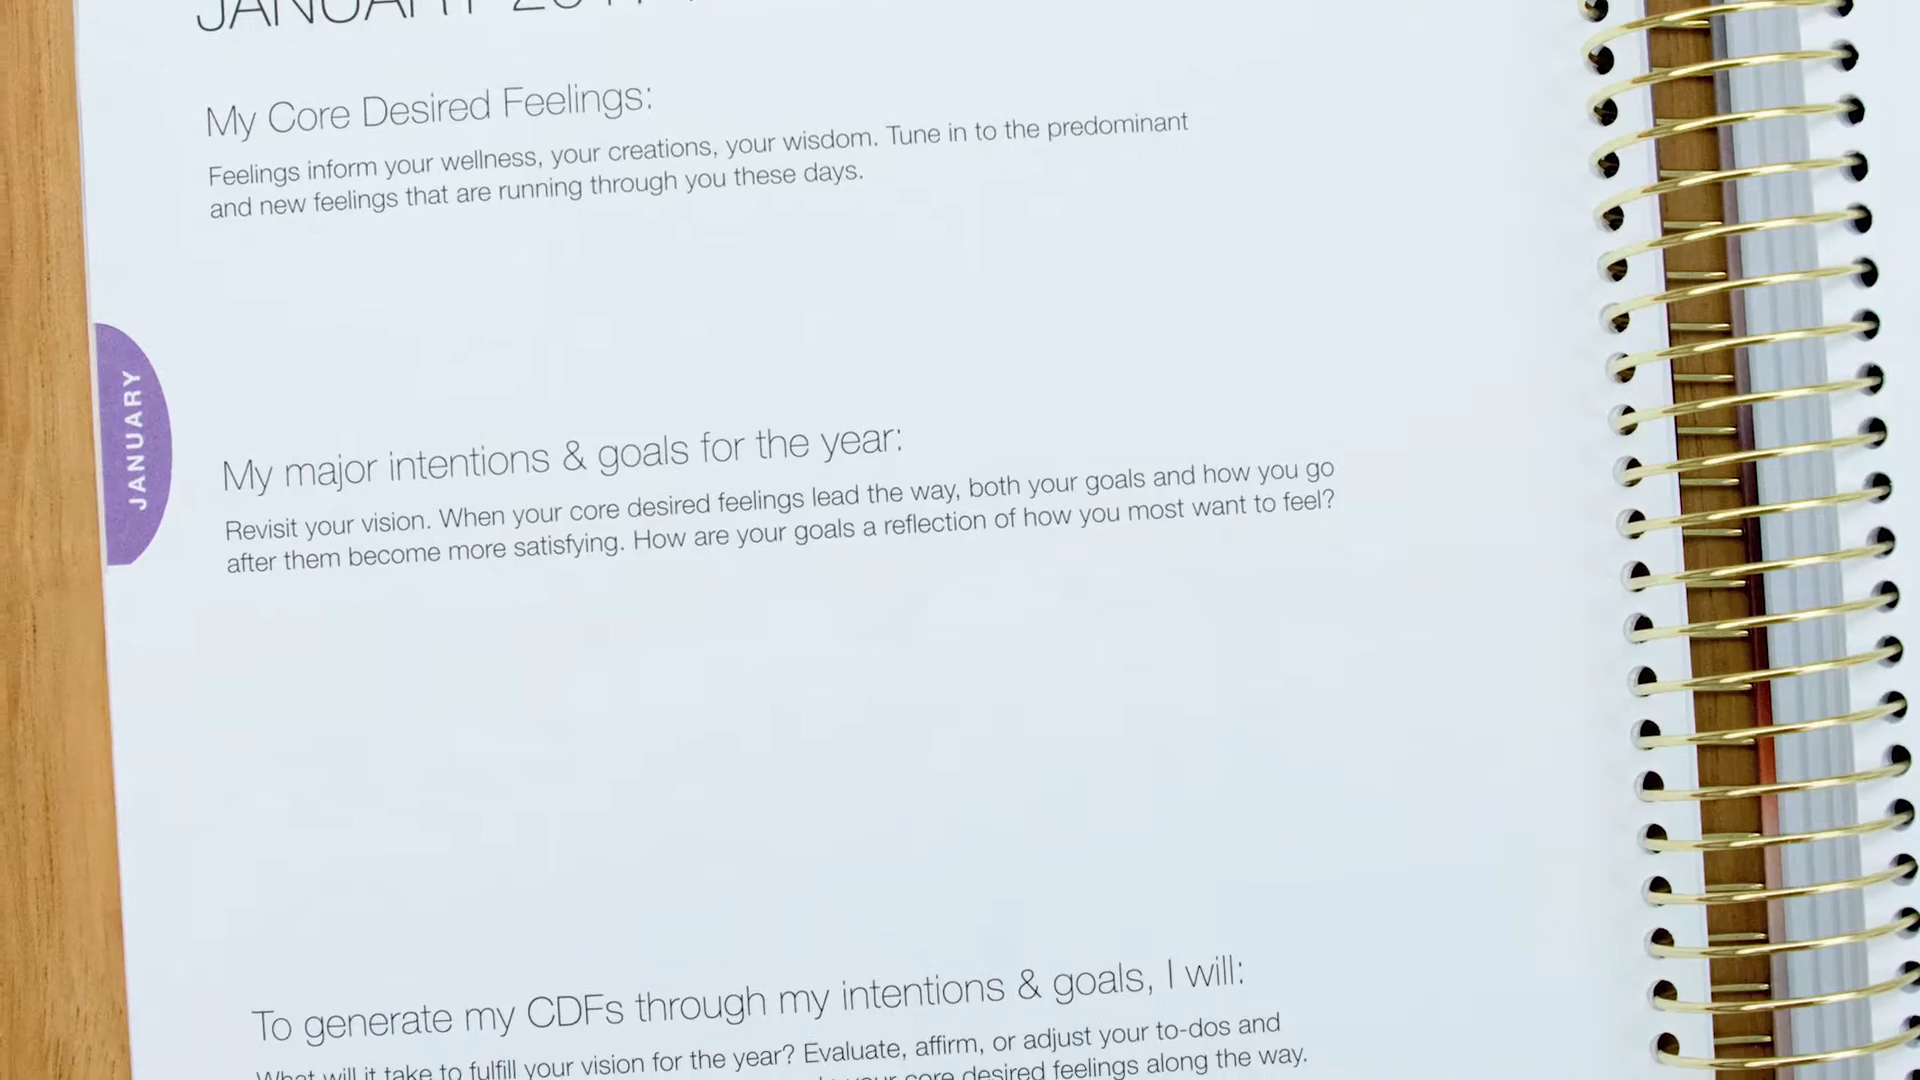 JANUARY
My Core Desired Feelings:
Feelings inform your wellness, your creations, your wisdom. Tune in to the predominant
and new feelings that are running through you these days.
JANUARY
My major intentions & goals for the year:
Revisit your vision. When your core desired feelings lead the way, both your goals and how you go
after them become more satisfying. How are your goals a reflection of how you most want to feel?
To generate my CDFs through my intentions & goals, I will:
What will it take to fulfill your vision for the year? Evaluate, affirm, or adjust your to-dos and
your core desired feelings along the way.